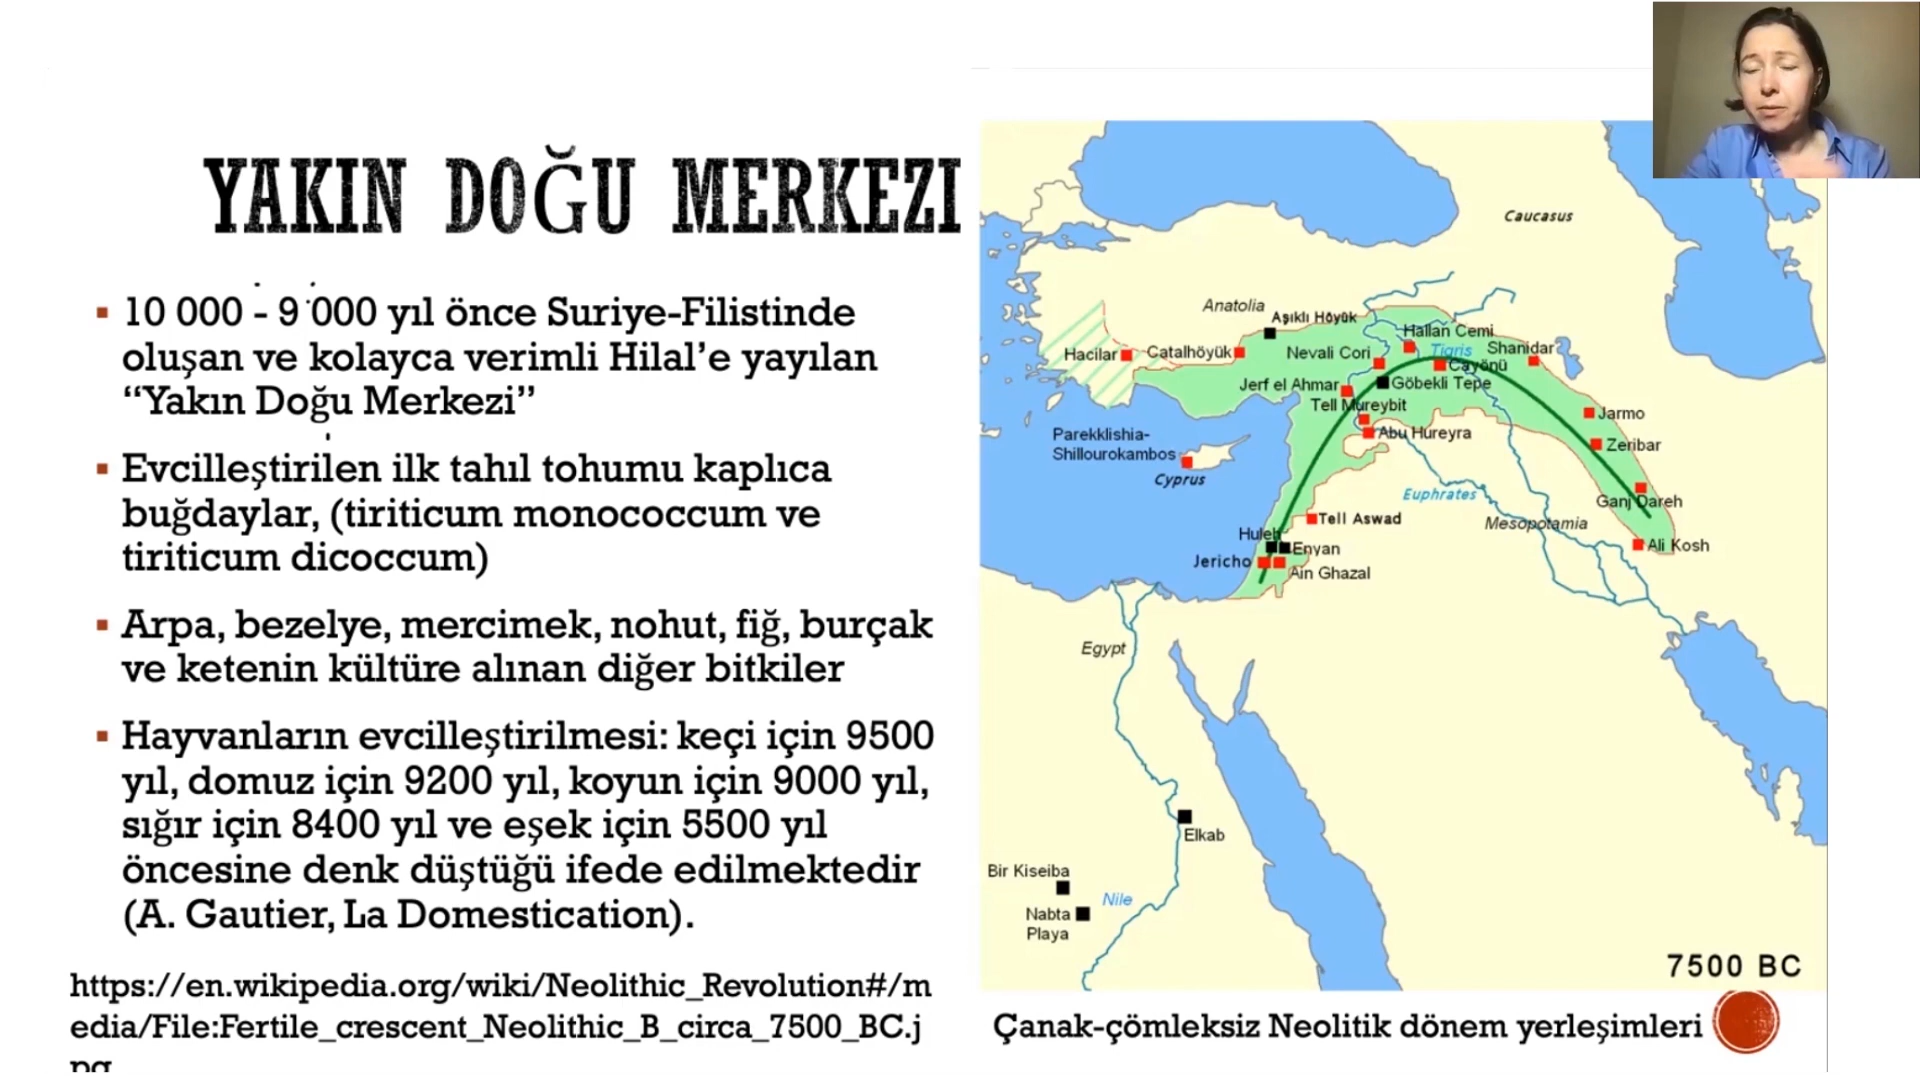 YAKIN DOĞU MERKEZI
10 000 - 9 000 yıl önce Suriye-Filistinde
oluşan ve kolayca verimli Hilal’e yayılan
“Yakın Doğu Merkezi”
Evcilleştirilen ilk tahıl tohumu kaplıca
buğdaylar, (tiriticum monococcum ve
tiriticum dicoccum)
Arpa, bezelye, mercimek, nohut, fiğ, burçak
ve ketenin kültüre alınan diğer bitkiler
Hayvanların evcilleştirilmesi: keçi için 9500
yıl, domuz için 9200 yıl, koyun için 9000 yıl,
sığır için 8400 yıl ve eşek için 5500 yıl
öncesine denk düştüğü ifede edilmektedir
(A. Gautier, La Domestication).
https://en.wikipedia.org/wiki/Neolithic_Revolution#/m
edia/File:Fertile_crescent_Neolithic_B_circa_7500_BC.j
pg
Caucasus
Anatolia
Aşıklı Höyük
Hallan Cemi
Hacilar
Catalhöyük
Nevali Cori
Tigris
Shanidar
Cayönü
Jerf el Ahmar
Göbekli Tepe
Tell Mureybit
Jarmo
Abu Hureyra
Zeribar
Parekklishia-
Shillourokambos
Cyprus
Euphrates
Ganj Dareh
Mesopotamia
Tell Aswad
Huleh
Enyan
Ali Kosh
Jericho
Ain Ghazal
Egypt
Elkab
Bir Kiseiba
Nile
Nabta
Playa
7500 BC
Çanak-çömleksiz Neolitik dönem yerleşimleri